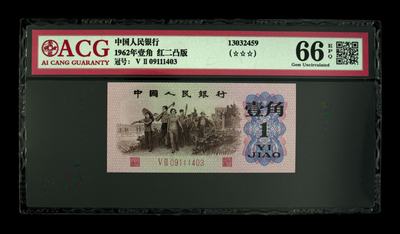 ACG
AI CANG GUARANTY
中国人民银行
1962年壹角 红二凸版
冠号: V II 09111403
13032459
(☆☆☆)
66 EPQ
Gem Uncirculated
中国人民银行
壹角
1
YI
JIAO
V II 09111403